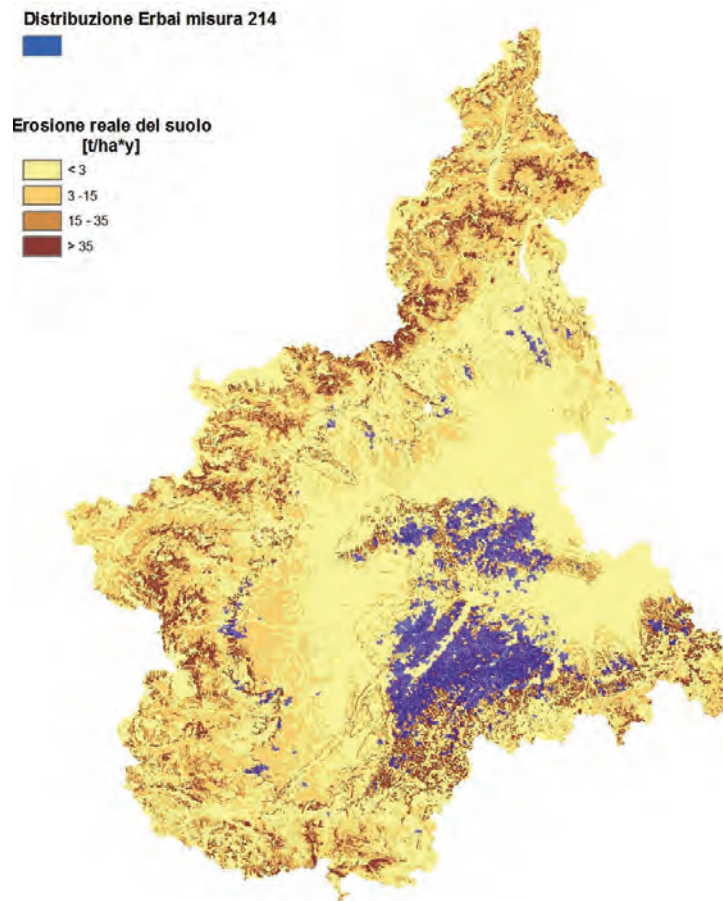 Distribuzione Erbai misura 214
Erosione reale del suolo
[t/ha*y]
< 3
3 -15
15 - 35
> 35